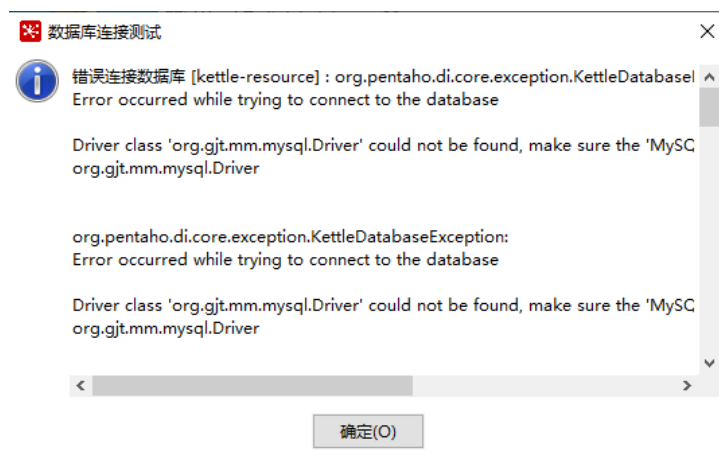 数据库连接测试
错误连接数据库 [kettle-resource] : org.pentaho.di.core.exception.KettleDatabaseI
Error occurred while trying to connect to the database
Driver class 'org.gjt.mm.mysql.Driver' could not be found, make sure the 'MySQ
org.gjt.mm.mysql.Driver
org.pentaho.di.core.exception.KettleDatabaseException:
Error occurred while trying to connect to the database
Driver class 'org.gjt.mm.mysql.Driver' could not be found, make sure the 'MySQ
org.gjt.mm.mysql.Driver
确定(O)